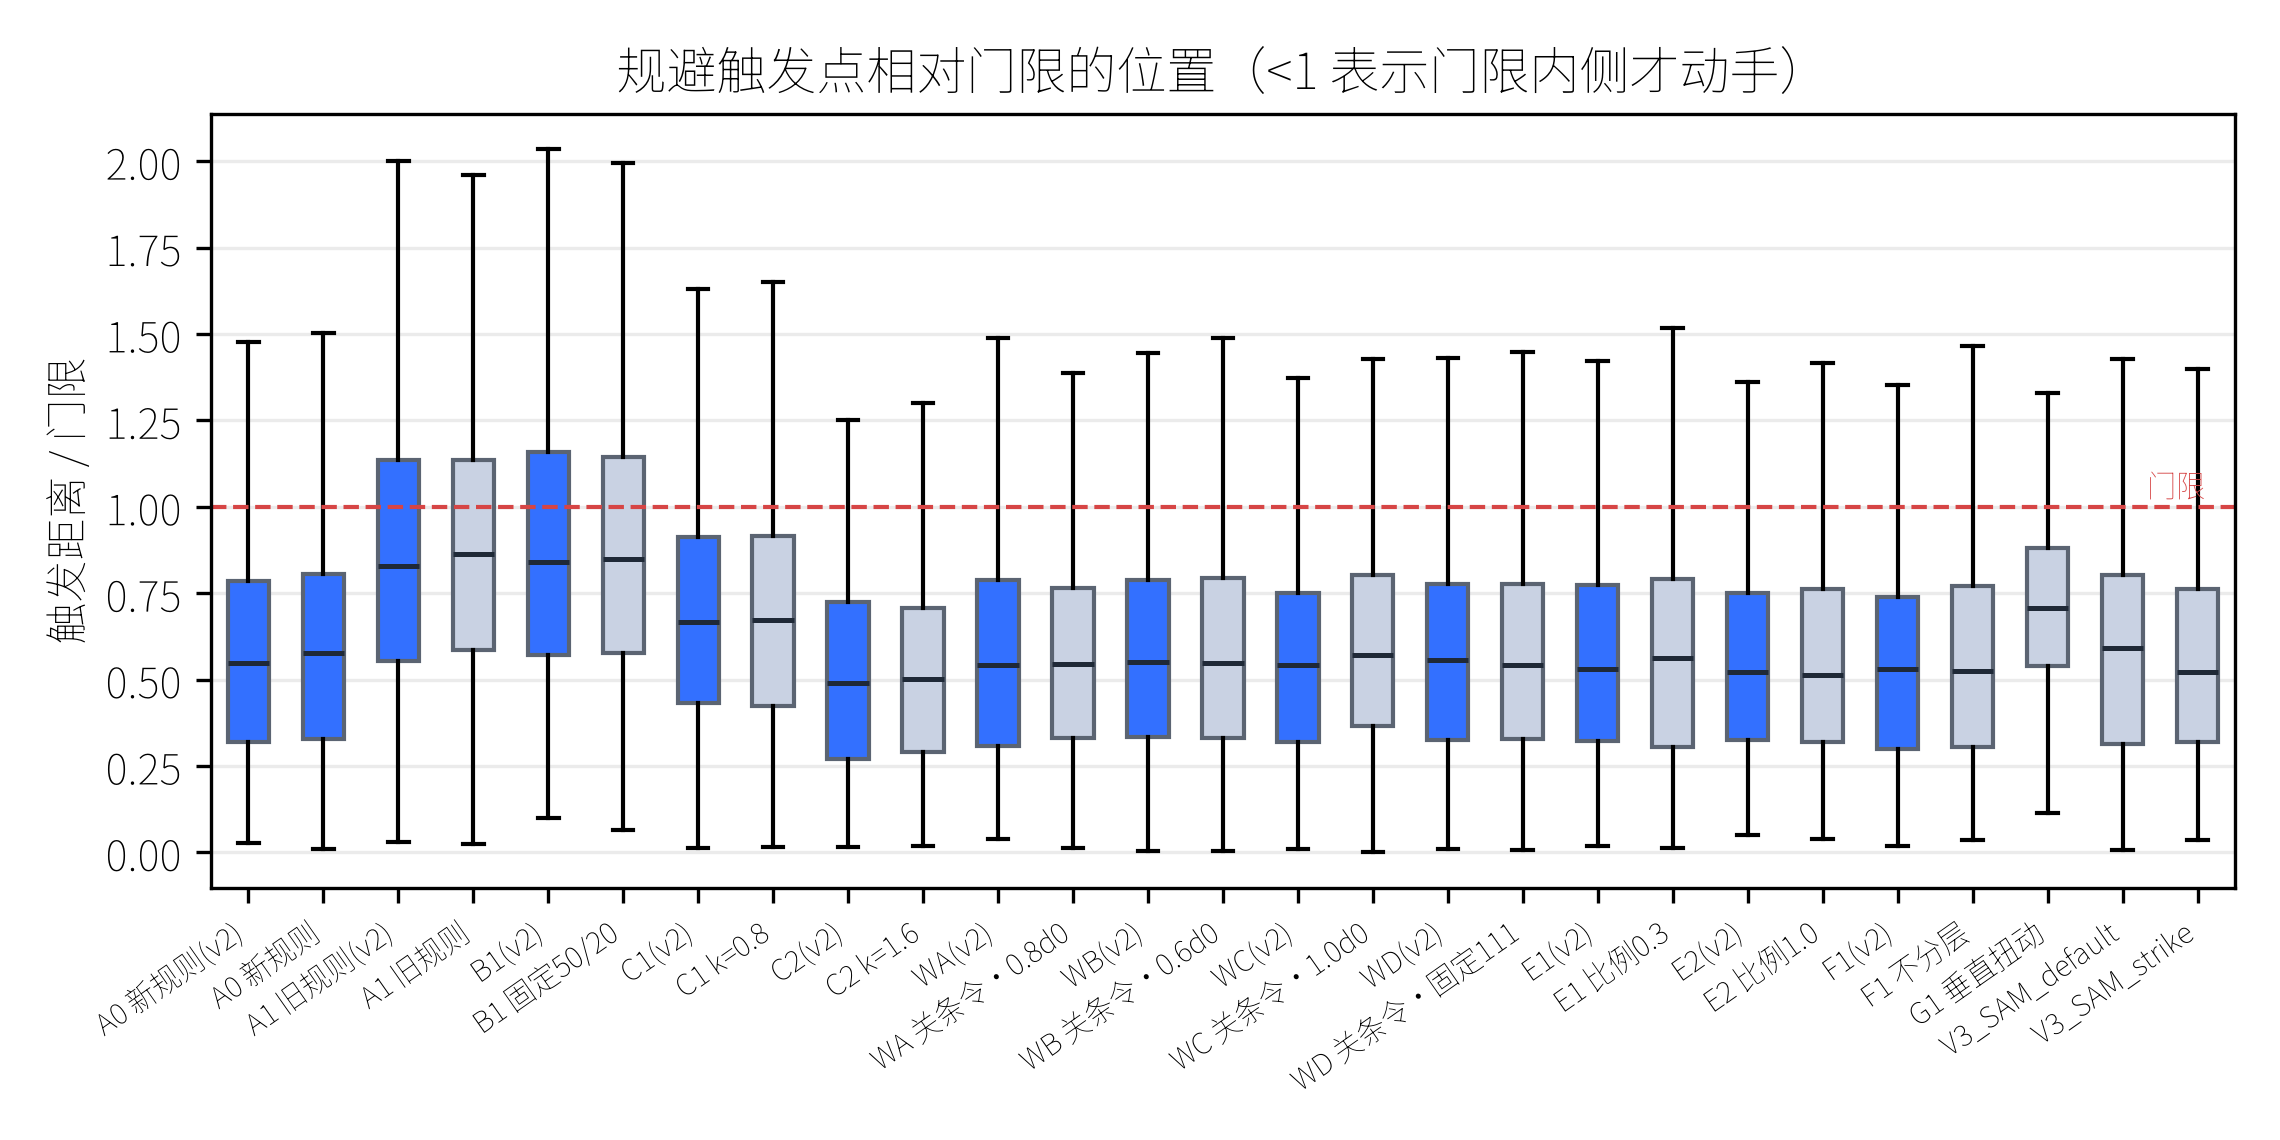 规避触发点相对门限的位置（<1 表示门限内侧才动手）
触发距离 / 门限
2.00
1.75
1.50
1.25
1.00
0.75
0.50
0.25
0.00
门限
A0 新规则(v2)
A0 新规则
A1 旧规则(v2)
A1 旧规则
B1(v2)
B1 固定50/20
C1(v2)
C1 k=0.8
C2(v2)
C2 k=1.6
WA(v2)
WA 关条令·0.8d0
WB(v2)
WB 关条令·0.6d0
WC(v2)
WC 关条令·1.0d0
WD(v2)
WD 关条令·固定111
E1(v2)
E1 比例0.3
E2(v2)
E2 比例1.0
F1(v2)
F1 不分层
G1 垂直扭动
V3_SAM_default
V3_SAM_strike